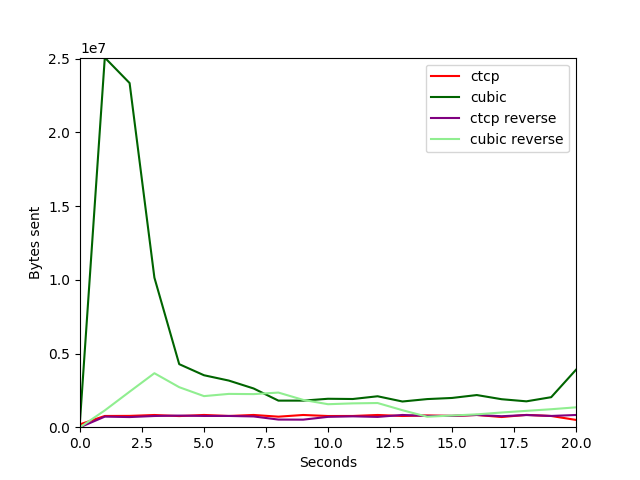 1e7
2.5
2.0
1.5
1.0
0.5
0.0
Bytes sent
ctcp
cubic
ctcp reverse
cubic reverse
0.0 2.5 5.0 7.5 10.0 12.5 15.0 17.5 20.0
Seconds